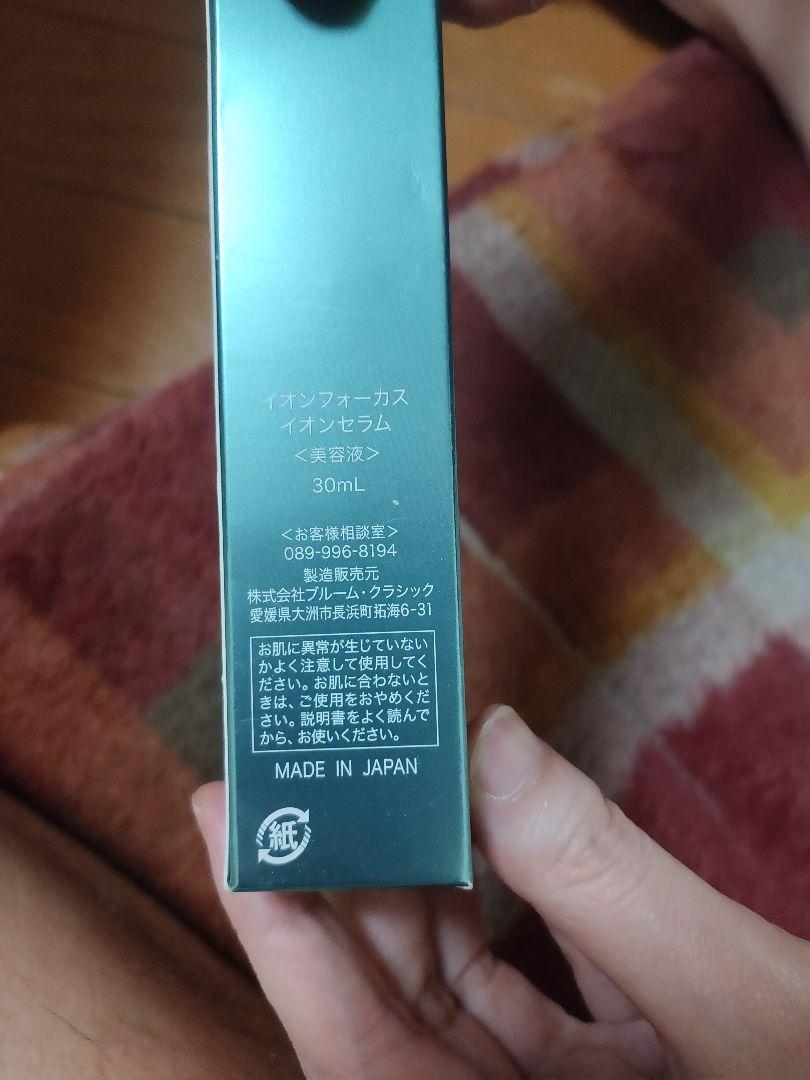 イオンフォーカス
イオンセラム
<美容液>
30mL
<お客様相談室>
089-996-8194
製造販売元
株式会社ブルーム・クラシック
愛媛県大洲市長浜町拓海6-31
お肌に異常が生じていない
かよく注意して使用してく
ださい。お肌に合わないと
きは、ご使用をおやめくだ
さい。説明書をよく読んで
から、お使いください。
MADE IN JAPAN
紙